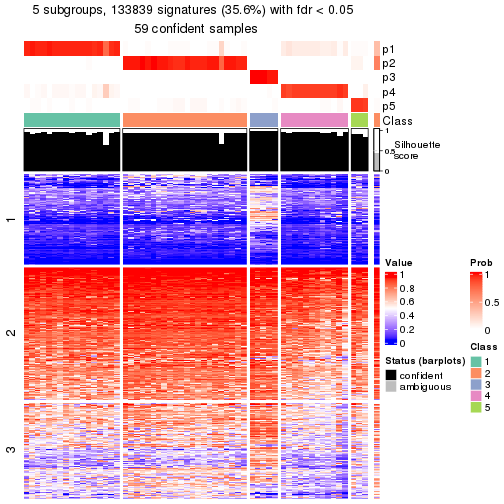 5 subgroups, 133839 signatures (35.6%) with fdr < 0.05
59 confident samples
p1
p2
p3
p4
p5
Class
1
0.5
0
Silhouette
score
1
2
3
Value
1
0.8
0.6
0.4
0.2
0
Status (barplots)
confident
ambiguous
Prob
1
0.5
0
Class
1
2
3
4
5